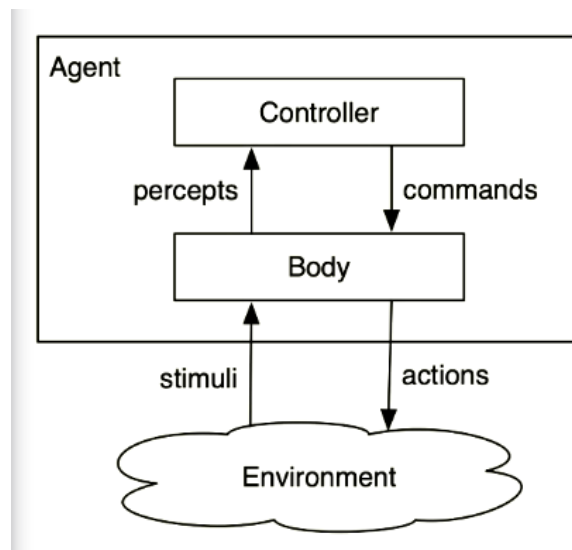 Agent
Controller
percepts
commands
Body
stimuli
actions
Environment